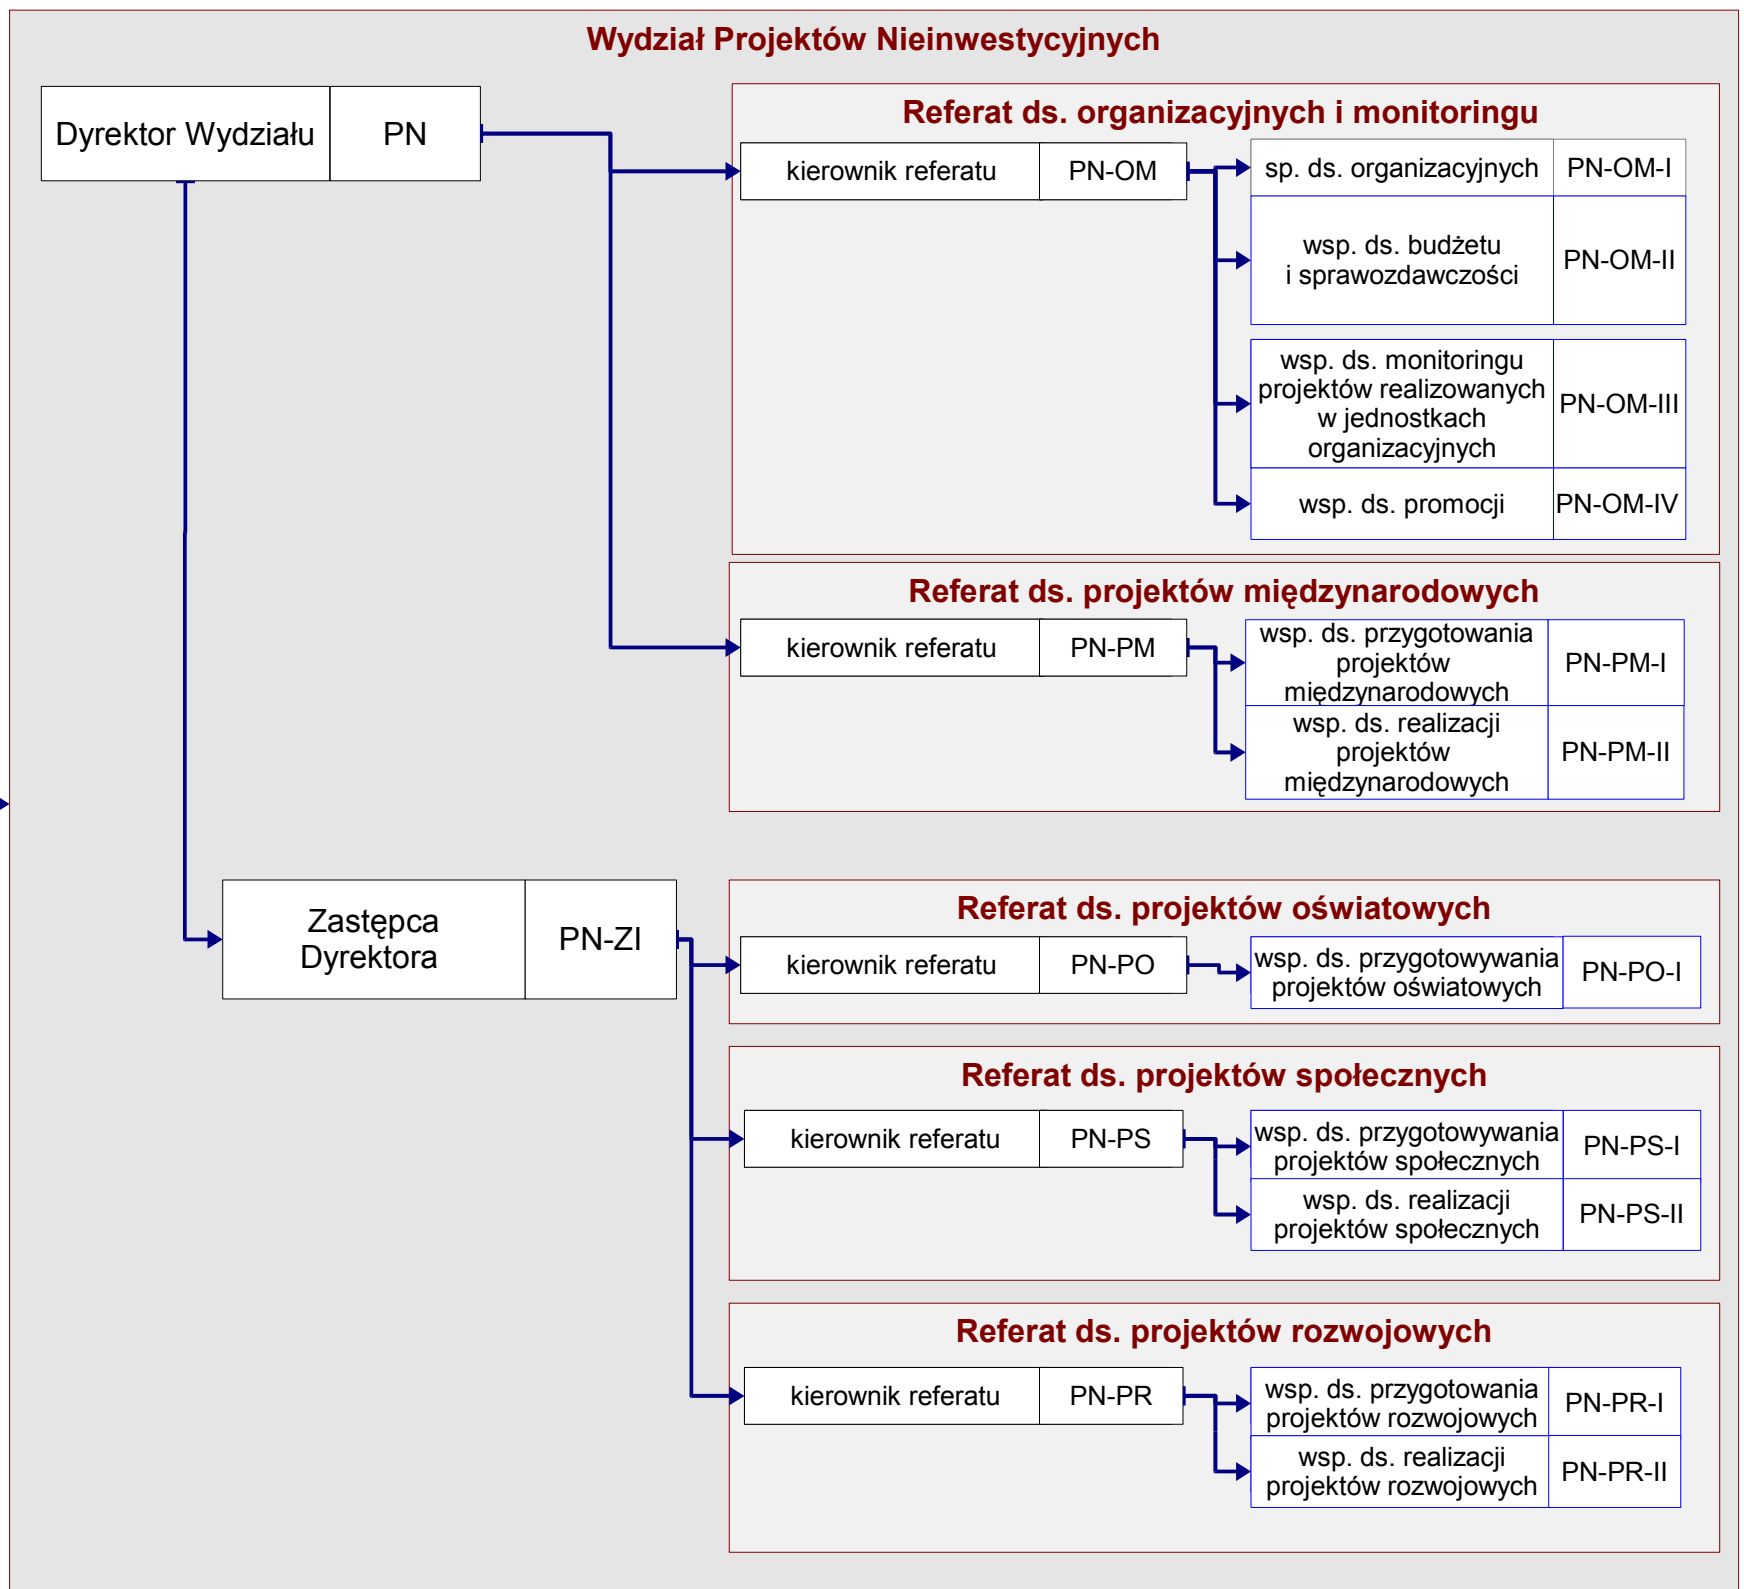 Wydział Projektów Nieinwestycyjnych
Dyrektor Wydziału
PN
Referat ds. organizacyjnych i monitoringu
kierownik referatu
PN-OM
sp. ds. organizacyjnych
PN-OM-I
wsp. ds. budżetu
i sprawozdawczości
PN-OM-II
wsp. ds. monitoringu
projektów realizowanych
w jednostkach
organizacyjnych
PN-OM-III
wsp. ds. promocji
PN-OM-IV
Referat ds. projektów międzynarodowych
kierownik referatu
PN-PM
wsp. ds. przygotowania
projektów
międzynarodowych
PN-PM-I
wsp. ds. realizacji
projektów
międzynarodowych
PN-PM-II
Zastępca
Dyrektora
PN-ZI
Referat ds. projektów oświatowych
kierownik referatu
PN-PO
wsp. ds. przygotowywania
projektów oświatowych
PN-PO-I
Referat ds. projektów społecznych
kierownik referatu
PN-PS
wsp. ds. przygotowywania
projektów społecznych
PN-PS-I
wsp. ds. realizacji
projektów społecznych
PN-PS-II
Referat ds. projektów rozwojowych
kierownik referatu
PN-PR
wsp. ds. przygotowania
projektów rozwojowych
PN-PR-I
wsp. ds. realizacji
projektów rozwojowych
PN-PR-II